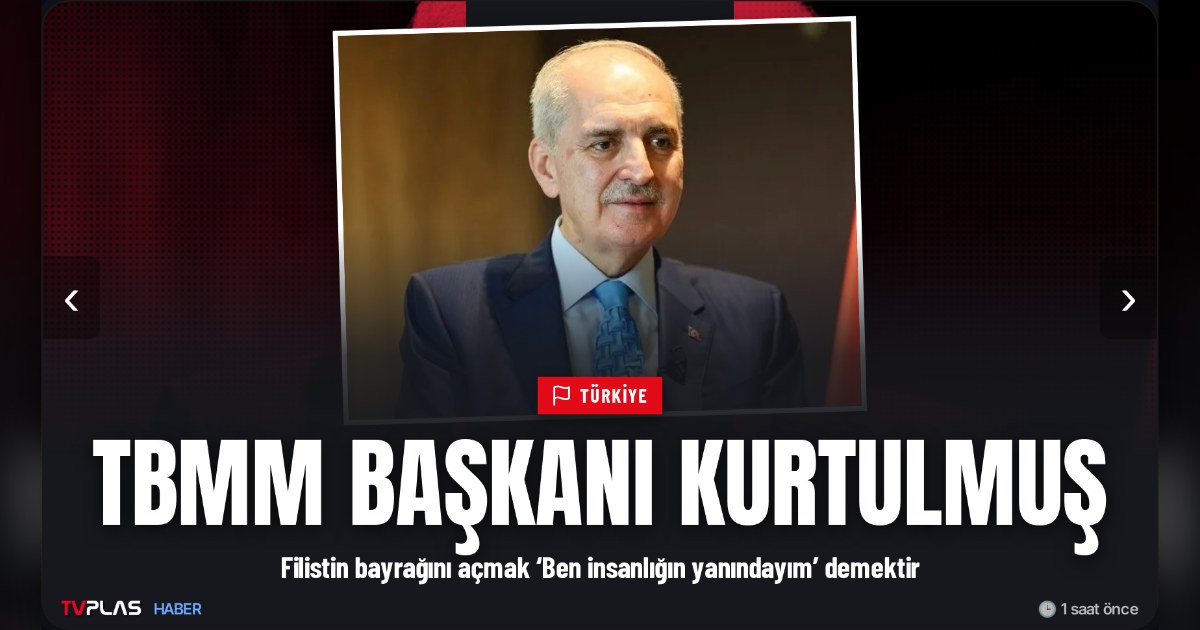 TÜRKİYE
TBMM BAŞKANI KURTULMUŞ
Filistin bayrağını açmak ‘Ben insanlığın yanındayım’ demektir
TVPLAS HABER
1 saat önce